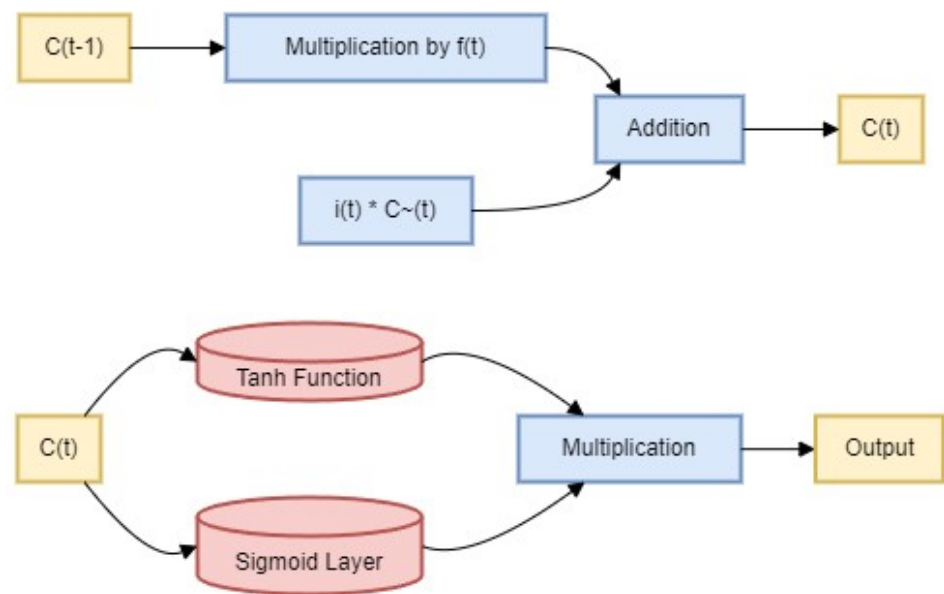 C(t-1)
Multiplication by f(t)
Addition
C(t)
i(t) * C~(t)
Tanh Function
C(t)
Multiplication
Output
Sigmoid Layer